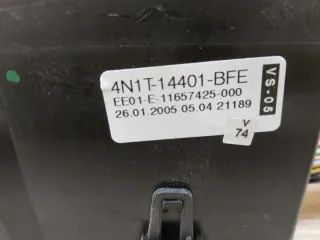 4N1T-14401-BFE
EE01-E-11657425-000
26.01.2005 05.04 21189
VS-05
V
74